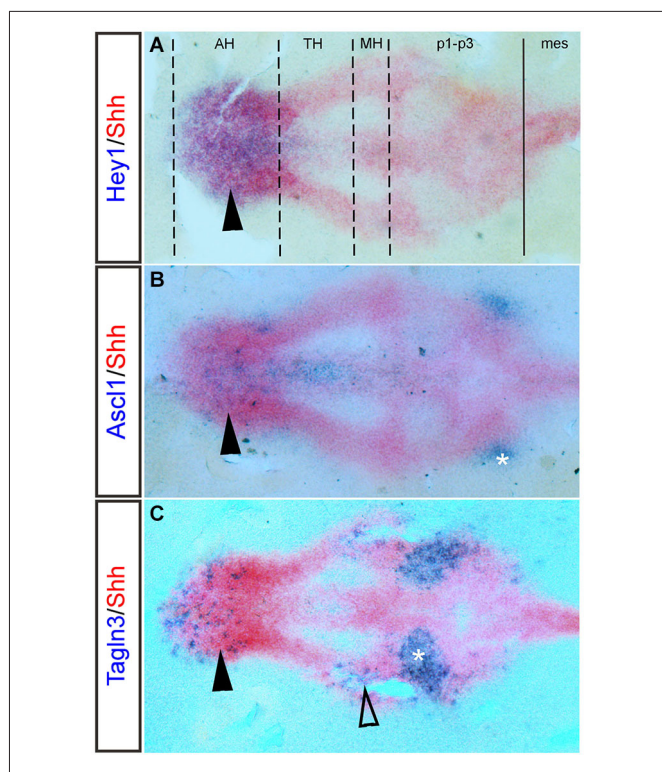 A AH TH MH p1-p3 mes
Hey1/Shh
B
Ascl1/Shh
*
C
Tagln3/Shh
*